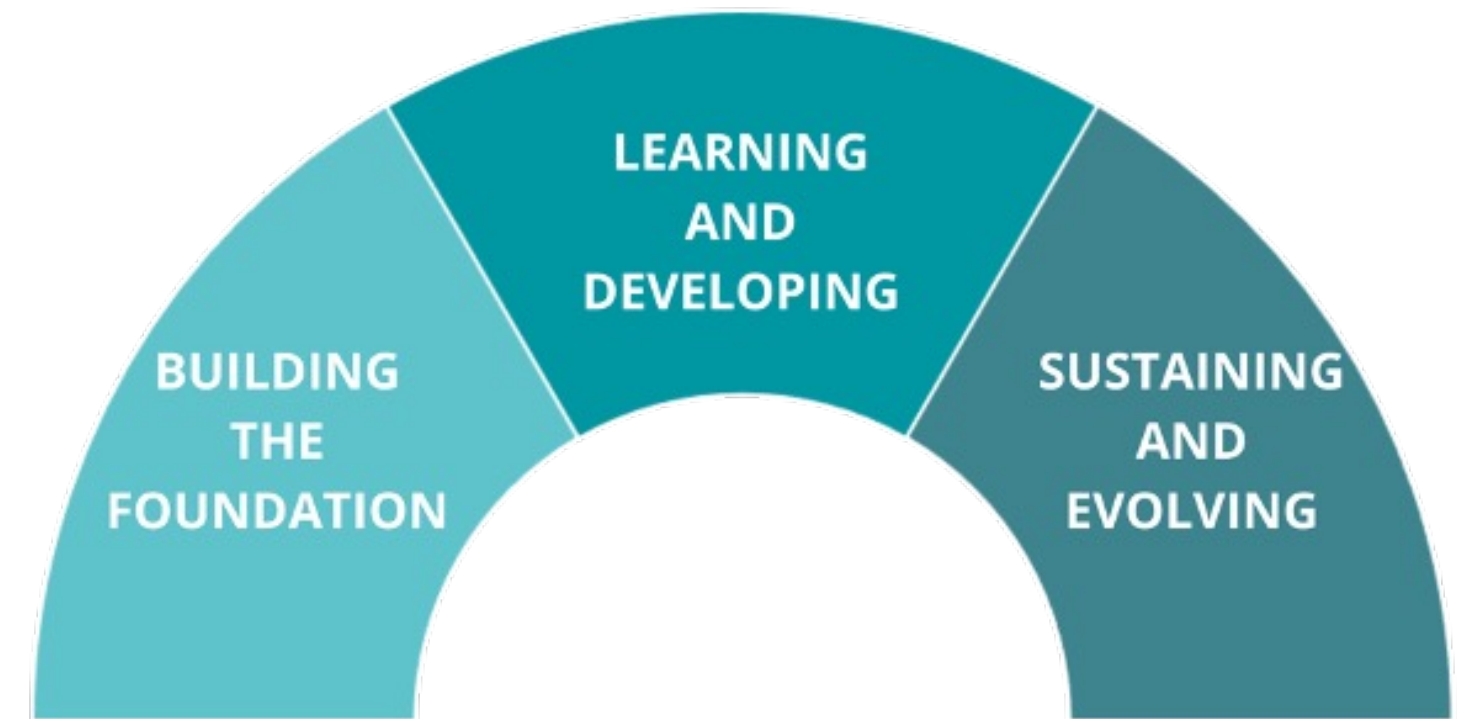 BUILDING
THE
FOUNDATION
LEARNING
AND
DEVELOPING
SUSTAINING
AND
EVOLVING